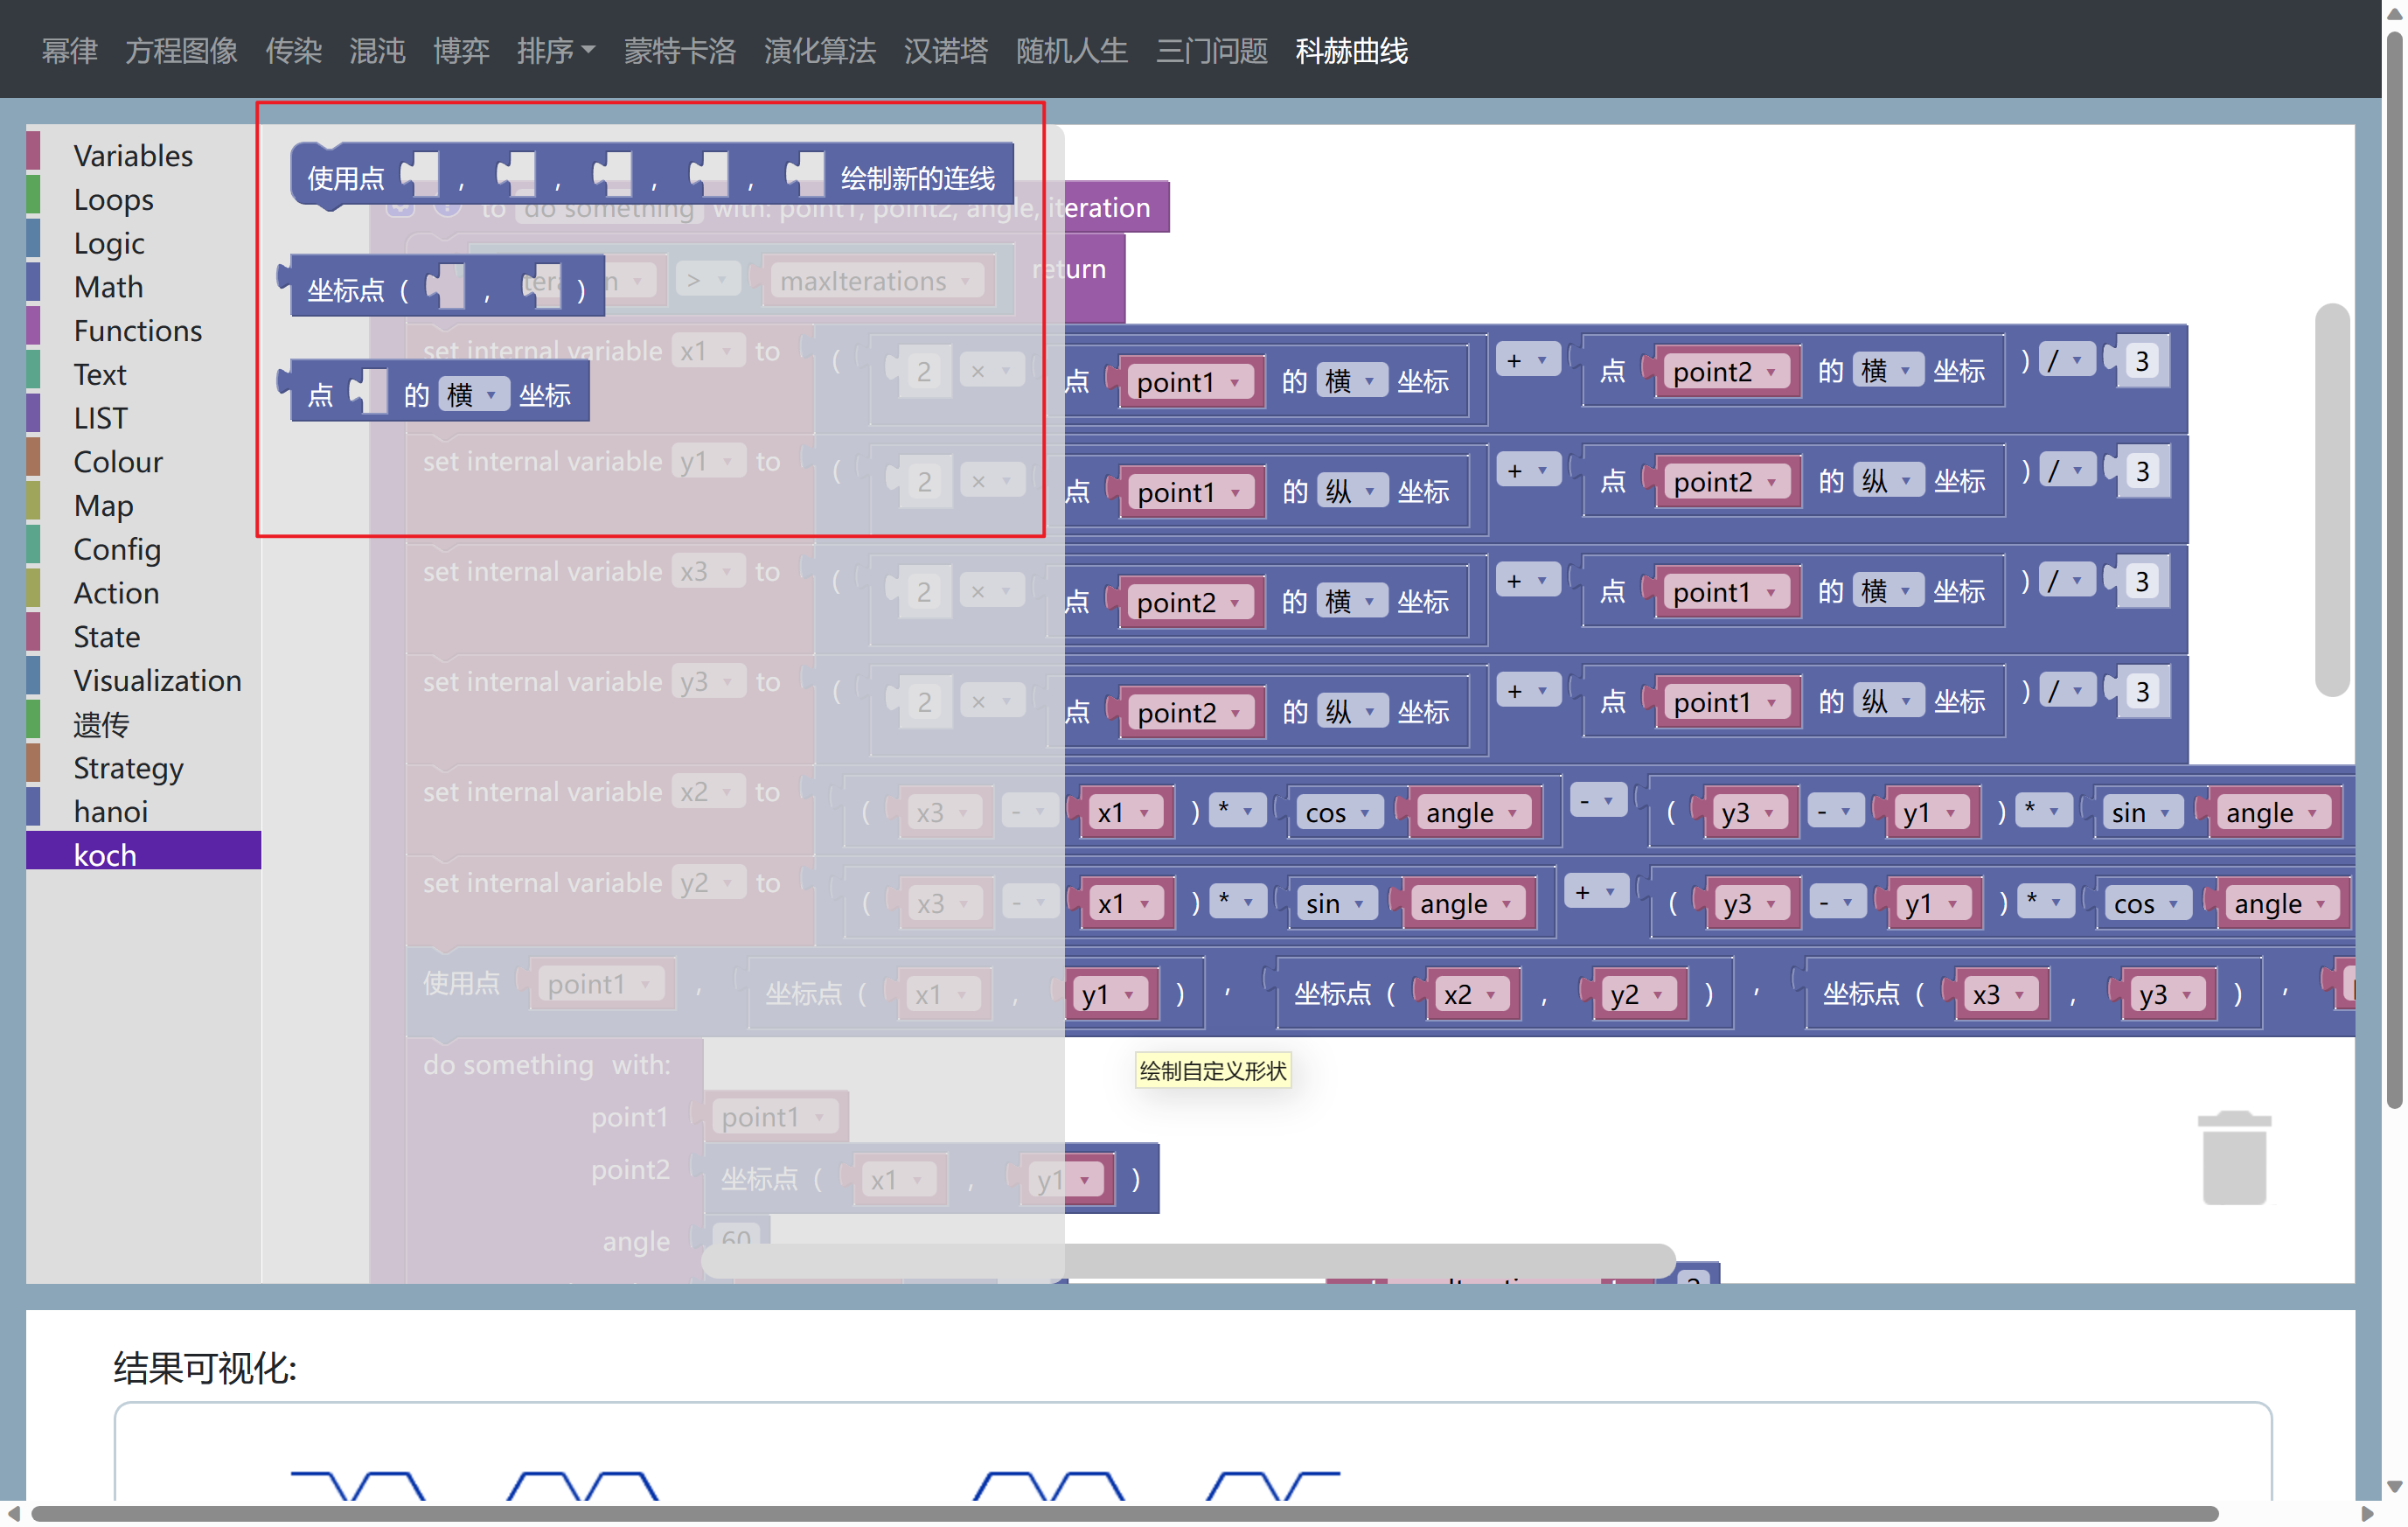 幂律 方程图像 传染 混沌 博弈 排序 蒙特卡洛 演化算法 汉诺塔 随机人生 三门问题 科赫曲线
Variables
Loops
Logic
Math
Functions
Text
LIST
Colour
Map
Config
Action
State
Visualization
遗传
Strategy
hanoi
koch
使用点 , , , , 绘制新的连线
坐标点 ( , )
点 的 横 坐标
to do something with: point1, point2, angle, iteration
> maxIterations return
set internal variable x1 to ( 2 × 点 point1 的 横 坐标 + 点 point2 的 横 坐标 ) / 3
set internal variable y1 to ( 2 × 点 point1 的 纵 坐标 + 点 point2 的 纵 坐标 ) / 3
set internal variable x3 to ( 2 × 点 point2 的 横 坐标 + 点 point1 的 横 坐标 ) / 3
set internal variable y3 to ( 2 × 点 point2 的 纵 坐标 + 点 point1 的 纵 坐标 ) / 3
set internal variable x2 to ( x3 - x1 ) * cos angle - ( y3 - y1 ) * sin angle
set internal variable y2 to ( x3 - x1 ) * sin angle + ( y3 - y1 ) * cos angle
使用点 point1 , 坐标点 ( x1 , y1 ) , 坐标点 ( x2 , y2 ) , 坐标点 ( x3 , y3 ) ,
do something with:
point1 point1
point2 坐标点 ( x1 , y1 )
angle 60
绘制自定义形状
结果可视化: